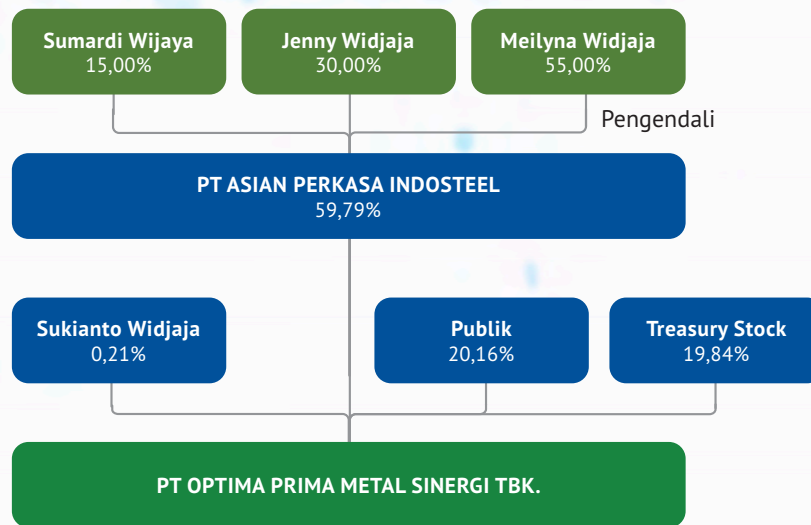 Sumardi Wijaya
15,00%
Jenny Widjaja
30,00%
Meilyna Widjaja
55,00%
Pengendali
PT ASIAN PERKASA INDOSTEEL
59,79%
Sukianto Widjaja
0,21%
Publik
20,16%
Treasury Stock
19,84%
PT OPTIMA PRIMA METAL SINERGI TBK.